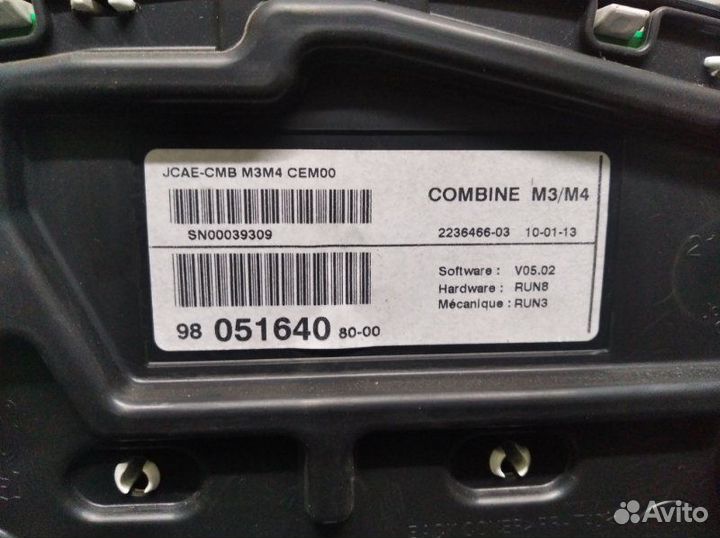 JCAE-CMB M3M4 CEM00
SN00039309
COMBINE M3/M4
2236466-03 10-01-13
Software : V05.02
Hardware : RUN8
Mécanique : RUN3
98 051640 80-00
Avito